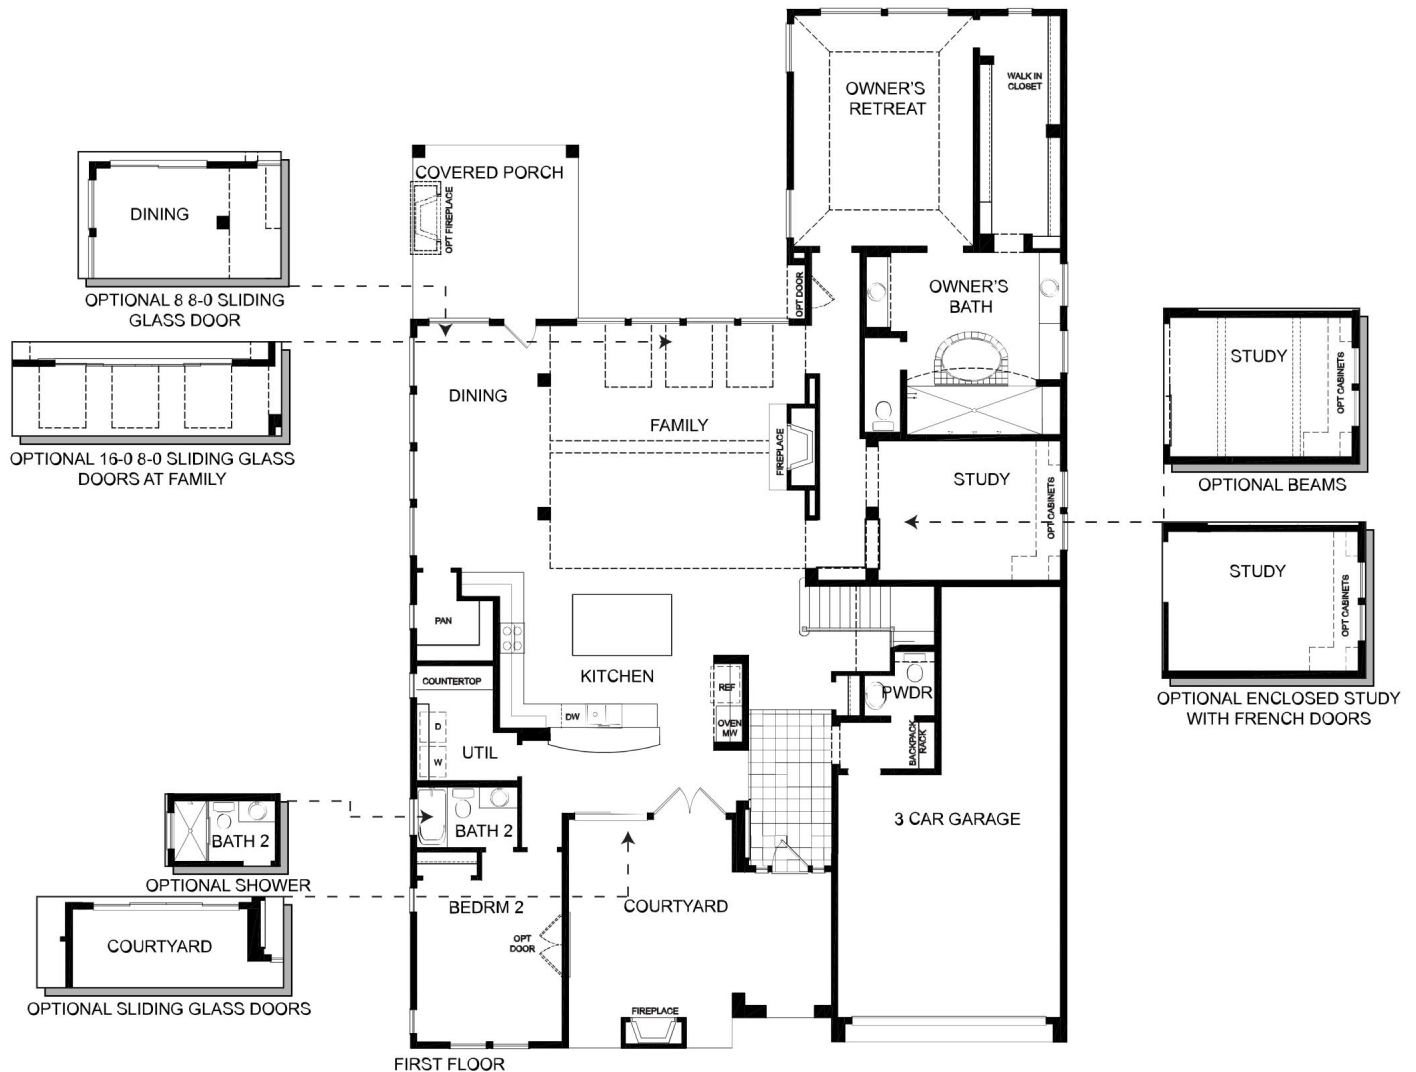 OWNER'S
RETREAT
WALK IN
CLOSET
COVERED PORCH
OPT FIREPLACE
DINING
OPTIONAL 8 8-0 SLIDING
GLASS DOOR
OPT DOOR
OWNER'S
BATH
OPTIONAL 16-0 8-0 SLIDING GLASS
DOORS AT FAMILY
DINING
FAMILY
FIREPLACE
STUDY
OPT CABINETS
STUDY
OPT CABINETS
OPTIONAL BEAMS
STUDY
OPT CABINETS
OPTIONAL ENCLOSED STUDY
WITH FRENCH DOORS
PAN
KITCHEN
COUNTERTOP
REF
OVEN
MW
DW
D
W
UTIL
PWDR
BACKPACK
RACK
BATH 2
OPTIONAL SHOWER
BATH 2
3 CAR GARAGE
BEDRM 2
OPT
DOOR
COURTYARD
COURTYARD
OPTIONAL SLIDING GLASS DOORS
FIREPLACE
FIRST FLOOR